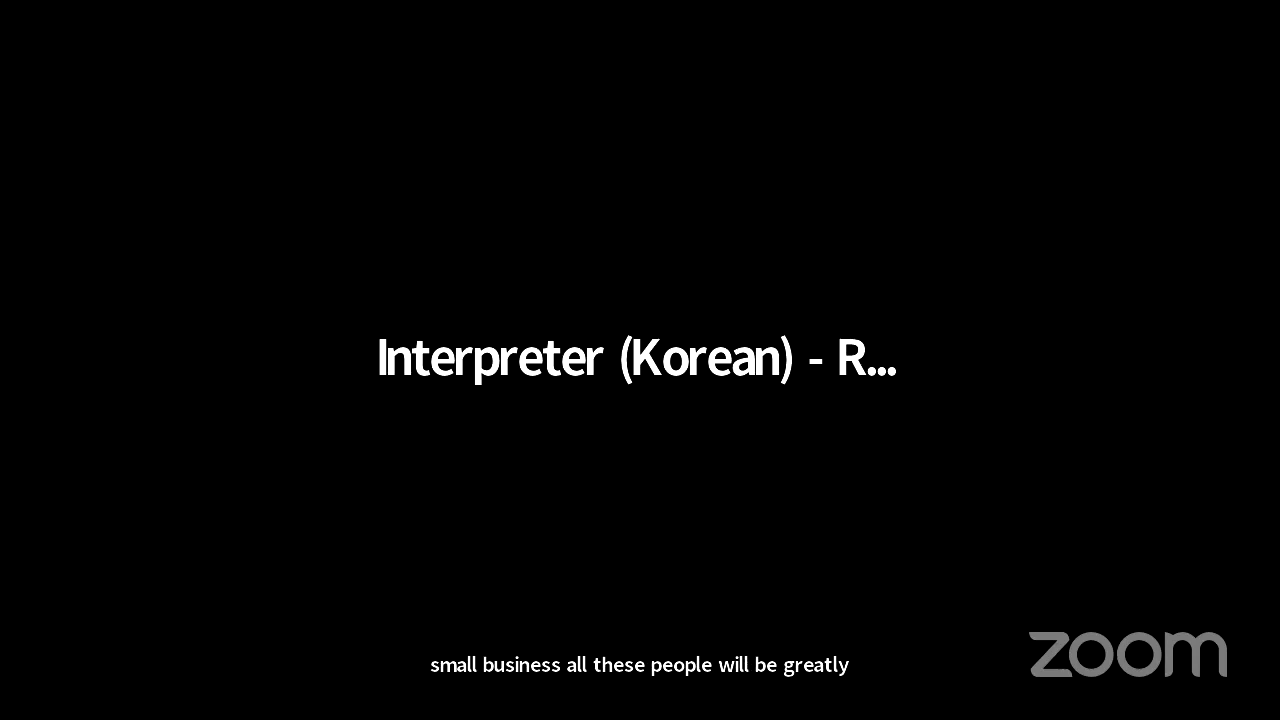 Interpreter (Korean) - R...
small business all these people will be greatly
zoom